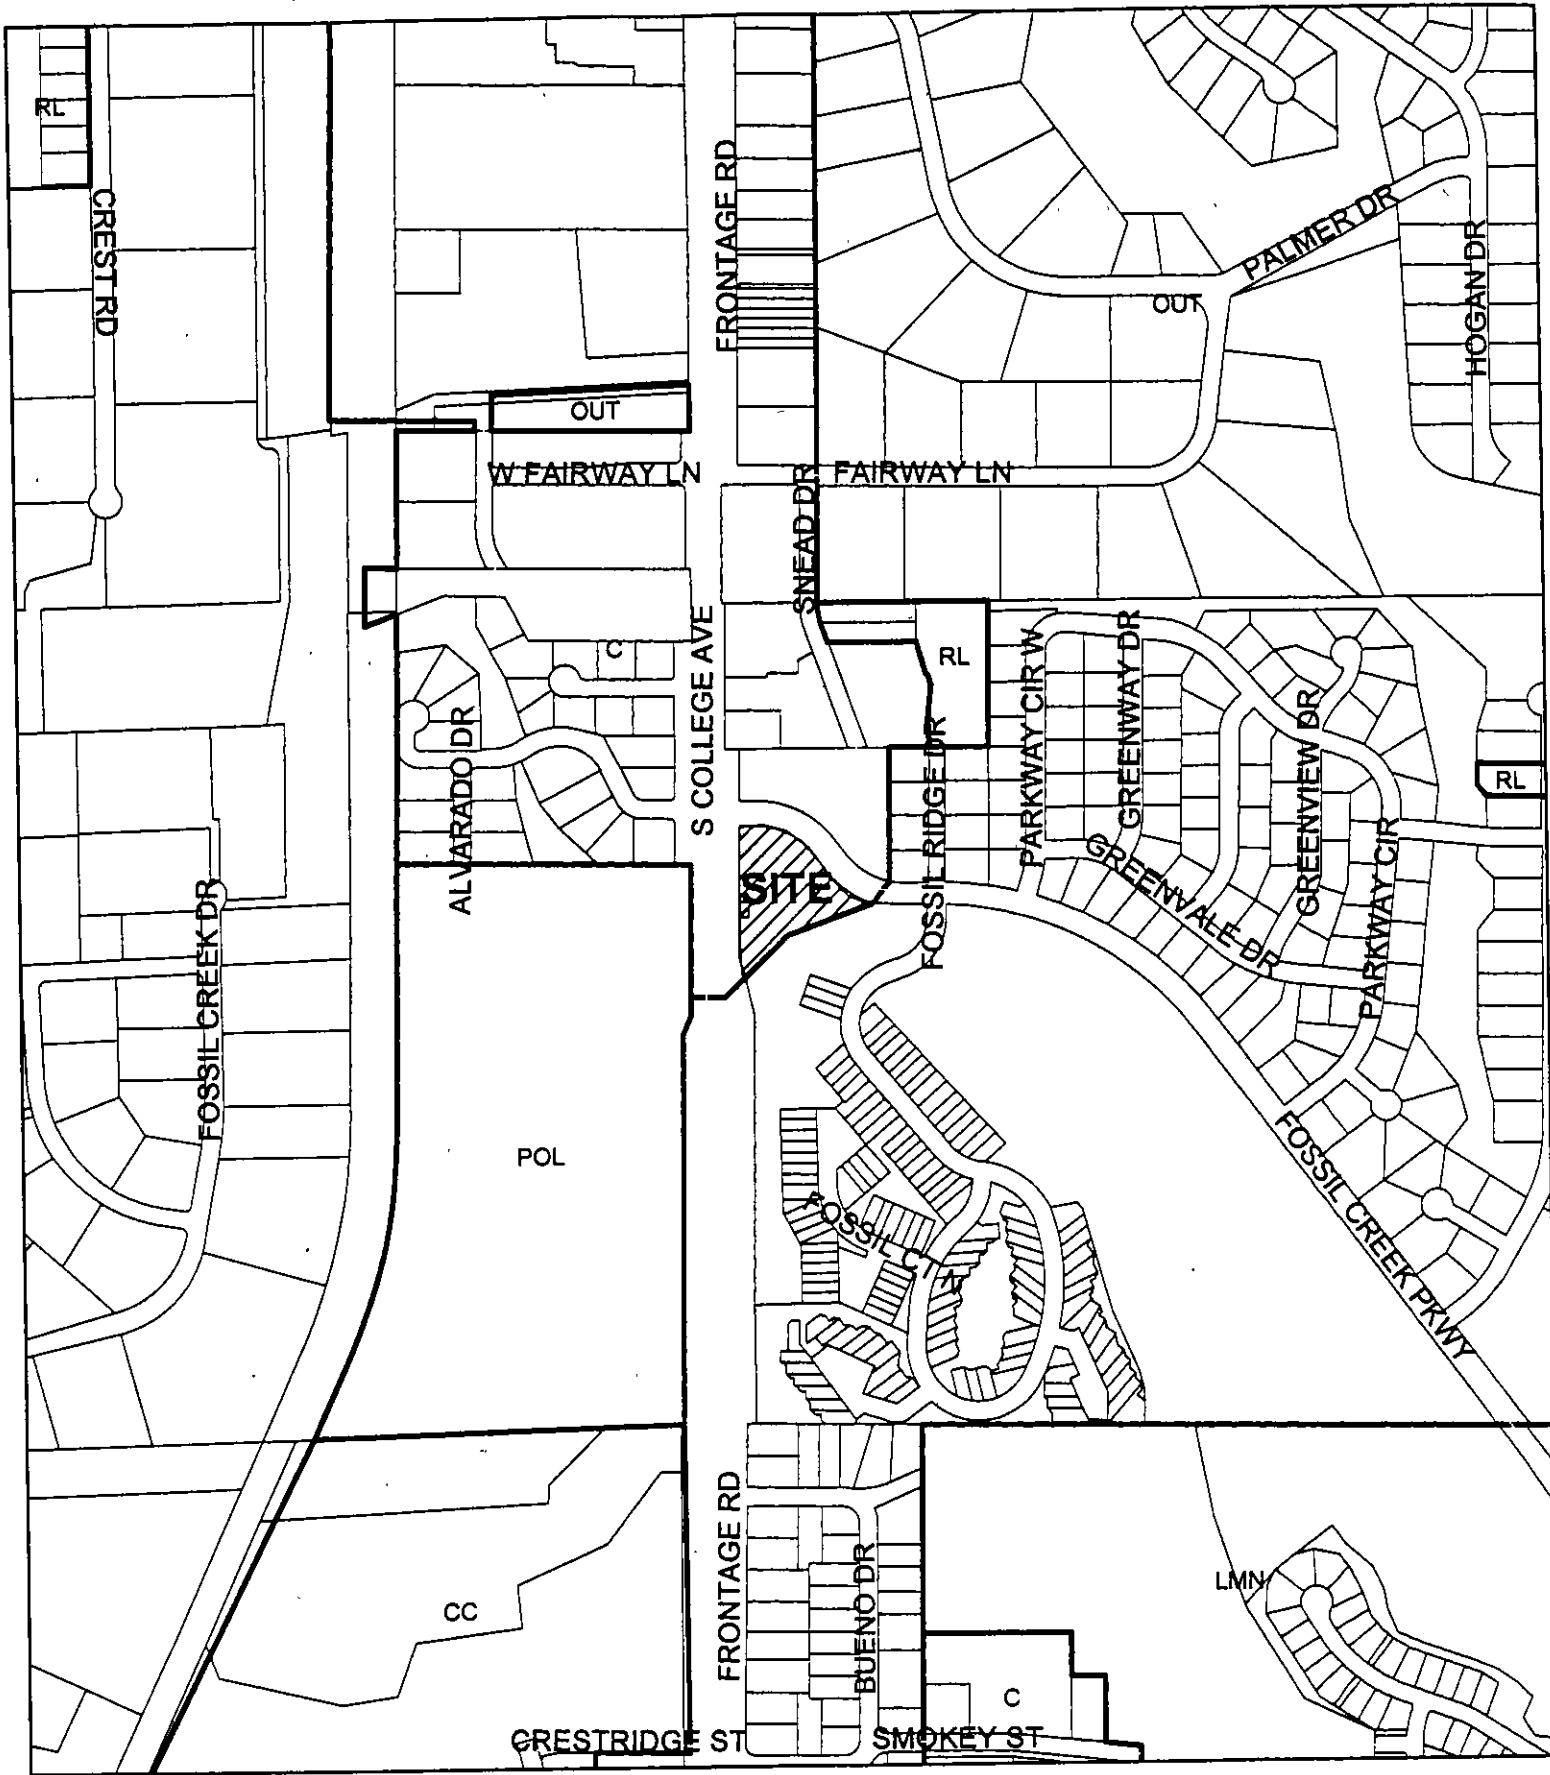 RL
CREST RD
FRONTAGE RD
PALMER DR
HOGAN DR
OUT
OUT
W FAIRWAY LN
FAIRWAY LN
SNEAD DR
S COLLEGE AVE
C
RL
PARKWAY CIR W
GREENWAY DR
GREENVIEW DR
RL
ALVARADO DR
FOSSIL RIDGE DR
SITE
GREENVALE DR
PARKWAY CIR
FOSSIL CREEK DR
POL
FOSSIL CT N
FOSSIL CREEK PKWY
FRONTAGE RD
BUENO DR
LMN
CC
C
CRESTRIDGE ST
SMOKEY ST